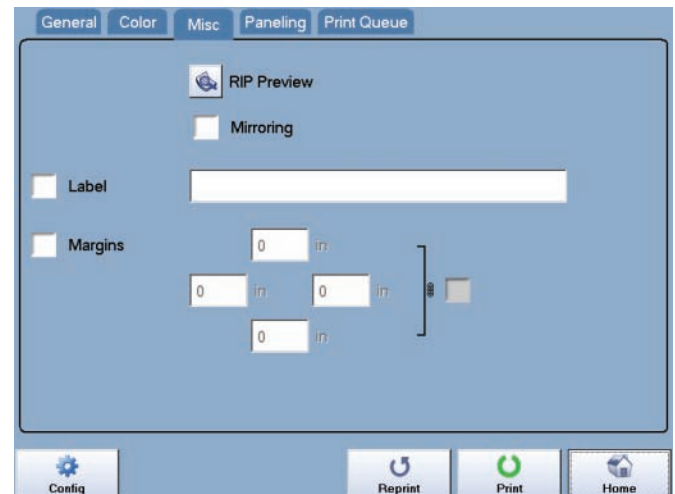 General Color Misc Paneling Print Queue
RIP Preview
Mirroring
Label
Margins 0 in
0 in 0 in
0 in
Config Reprint Print Home